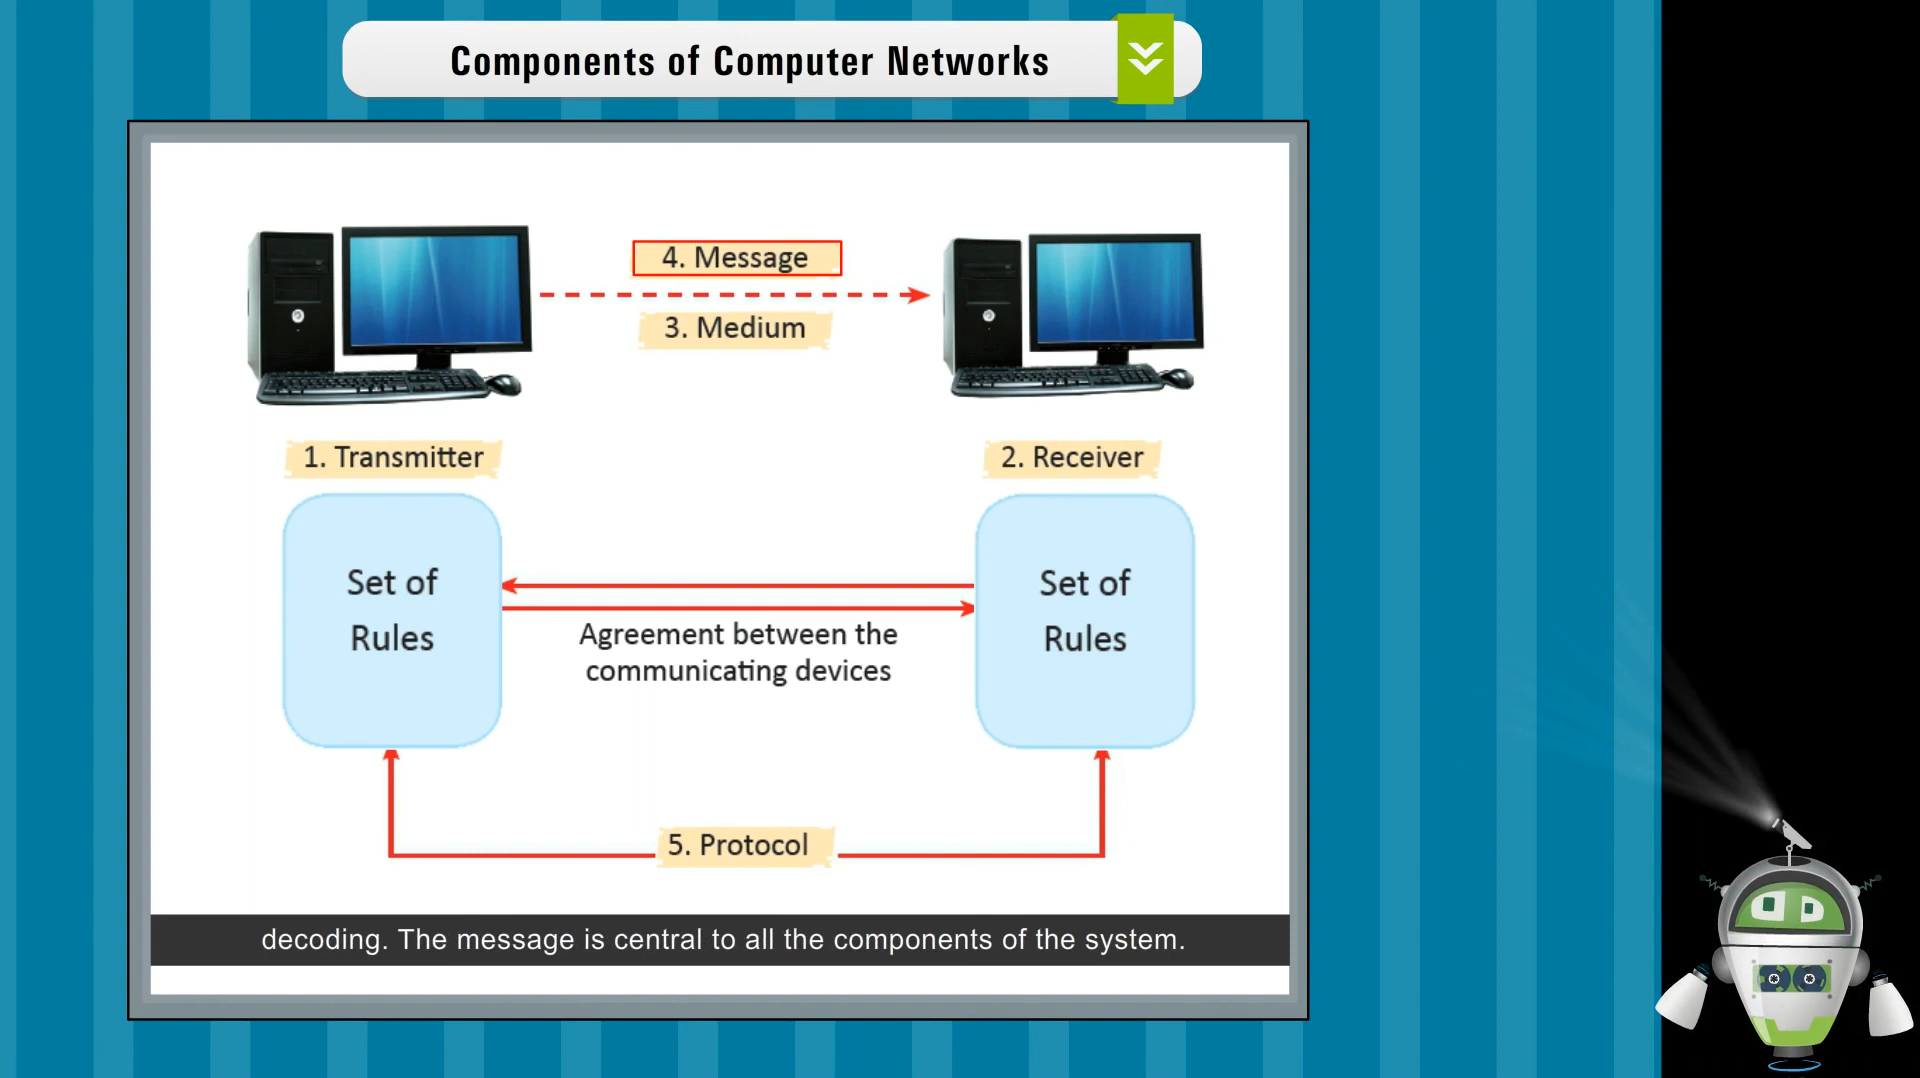 Components of Computer Networks
4. Message
3. Medium
1. Transmitter
2. Receiver
Set of
Rules
Set of
Rules
Agreement between the
communicating devices
5. Protocol
decoding. The message is central to all the components of the system.